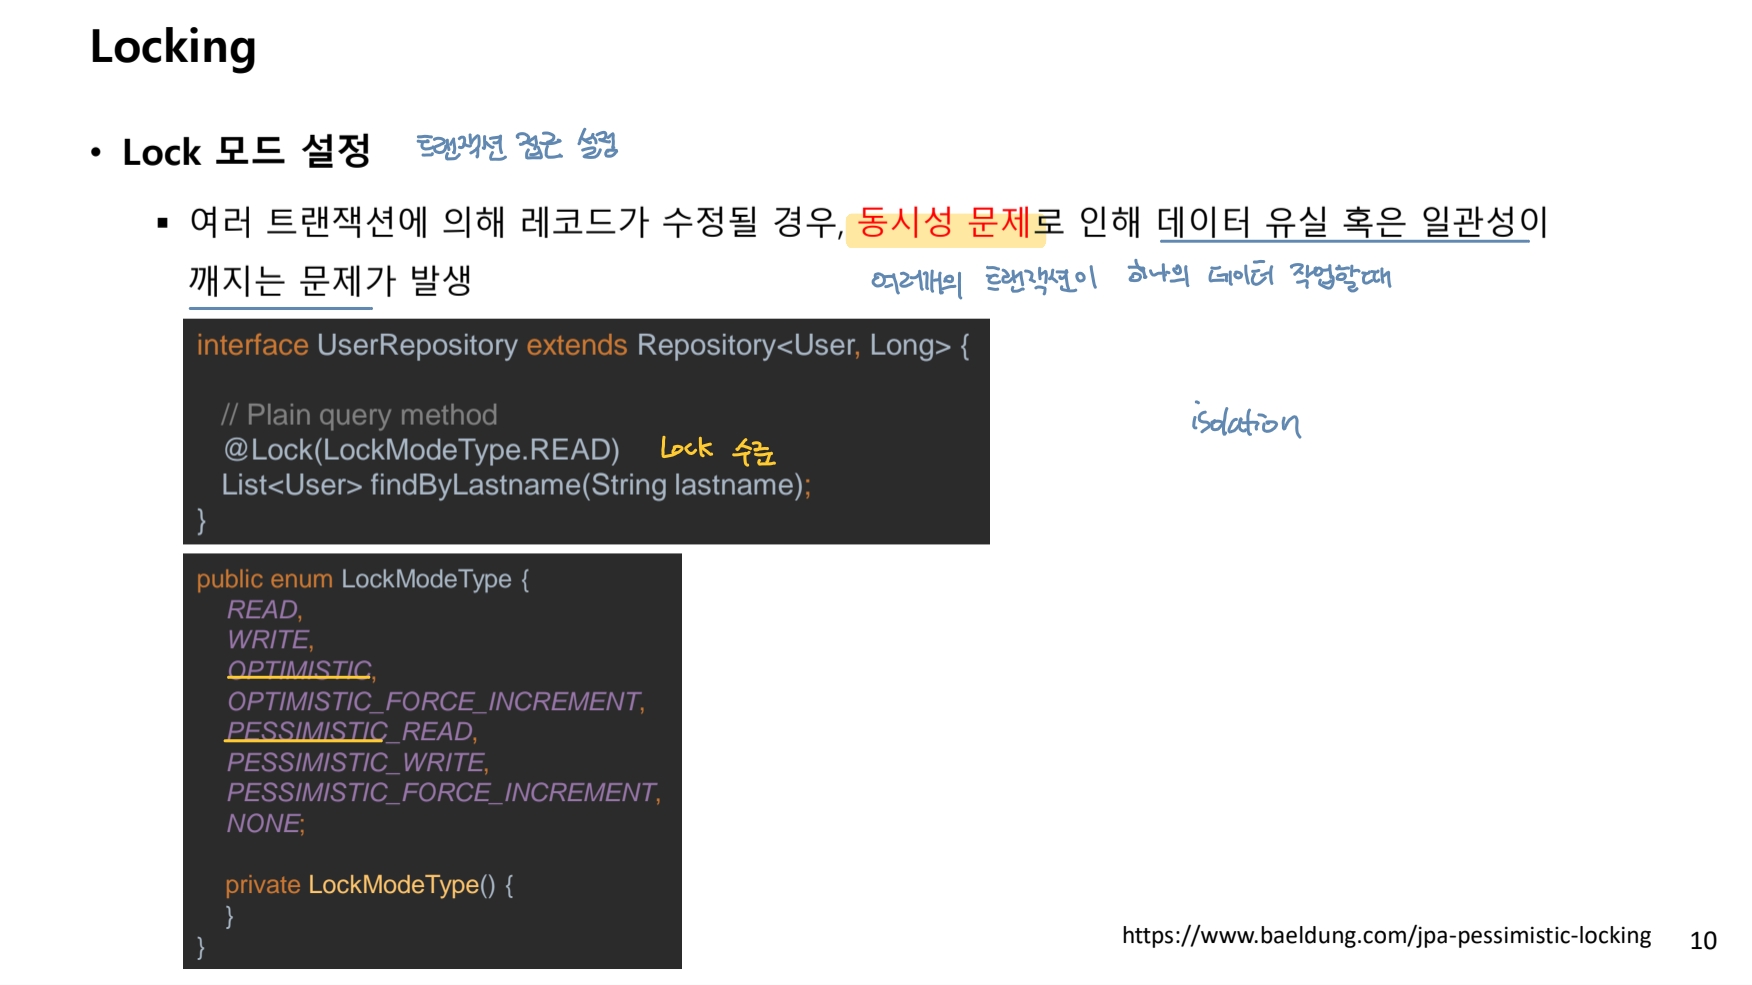 Locking
• Lock 모드 설정 트랜잭션 접근 설정
▪ 여러 트랜잭션에 의해 레코드가 수정될 경우, 동시성 문제로 인해 데이터 유실 혹은 일관성이
깨지는 문제가 발생
여러개의 트랜잭션이 하나의 데이터 작업할때
interface UserRepository extends Repository<User, Long> {
// Plain query method
@Lock(LockModeType.READ) Lock 수준
List<User> findByLastname(String lastname);
}
isolation
public enum LockModeType {
READ,
WRITE,
OPTIMISTIC,
OPTIMISTIC_FORCE_INCREMENT,
PESSIMISTIC_READ,
PESSIMISTIC_WRITE,
PESSIMISTIC_FORCE_INCREMENT,
NONE;
private LockModeType() {
}
}
https://www.baeldung.com/jpa-pessimistic-locking 10